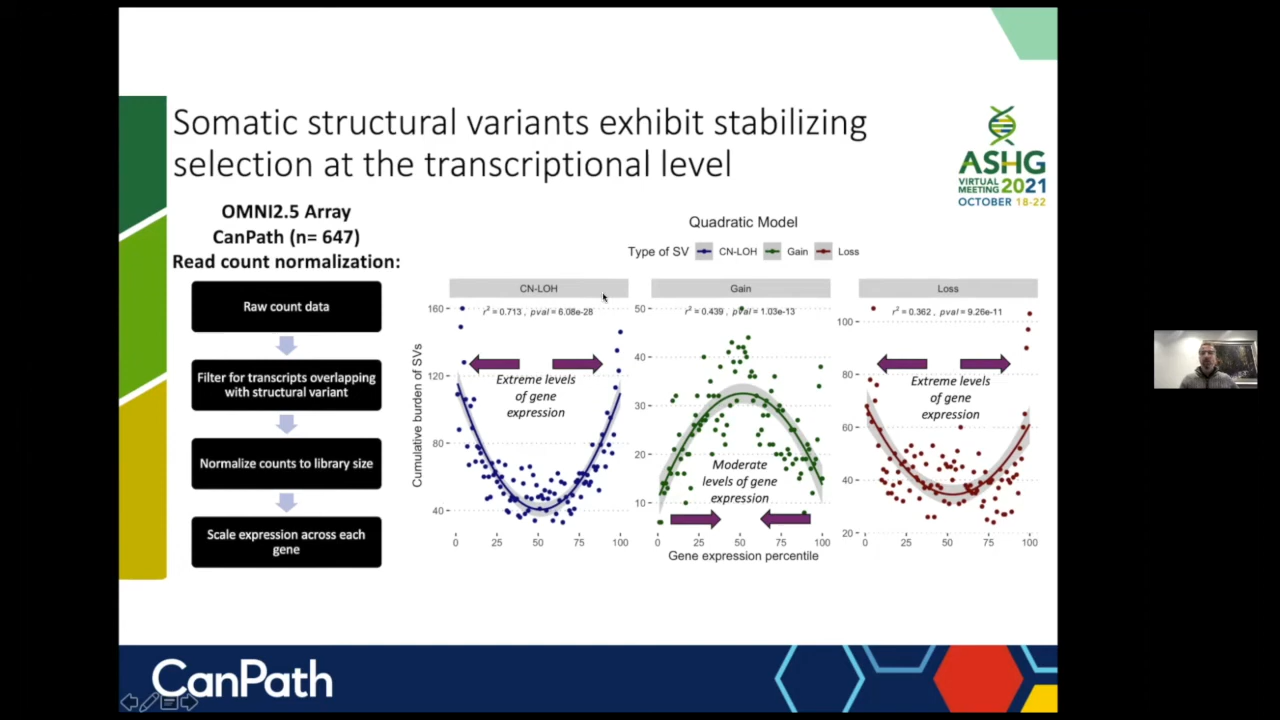 Somatic structural variants exhibit stabilizing
selection at the transcriptional level
ASHG
VIRTUAL
MEETING 2021
OCTOBER 18-22
OMNI2.5 Array
CanPath (n= 647)
Read count normalization:
Raw count data
Filter for transcripts overlapping
with structural variant
Normalize counts to library size
Scale expression across each
gene
Quadratic Model
Type of SV CN-LOH Gain Loss
CN-LOH
r² = 0.713 , pval = 6.08e-28
Extreme levels
of gene
expression
Cumulative burden of SVs
160
120
80
40
0 25 50 75 100
Gain
r² = 0.439 , pval = 1.03e-13
Moderate
levels of gene
expression
50
40
30
20
10
0 25 50 75 100
Gene expression percentile
Loss
r² = 0.362 , pval = 9.26e-11
Extreme levels
of gene
expression
100
80
60
40
20
0 25 50 75 100
CanPath